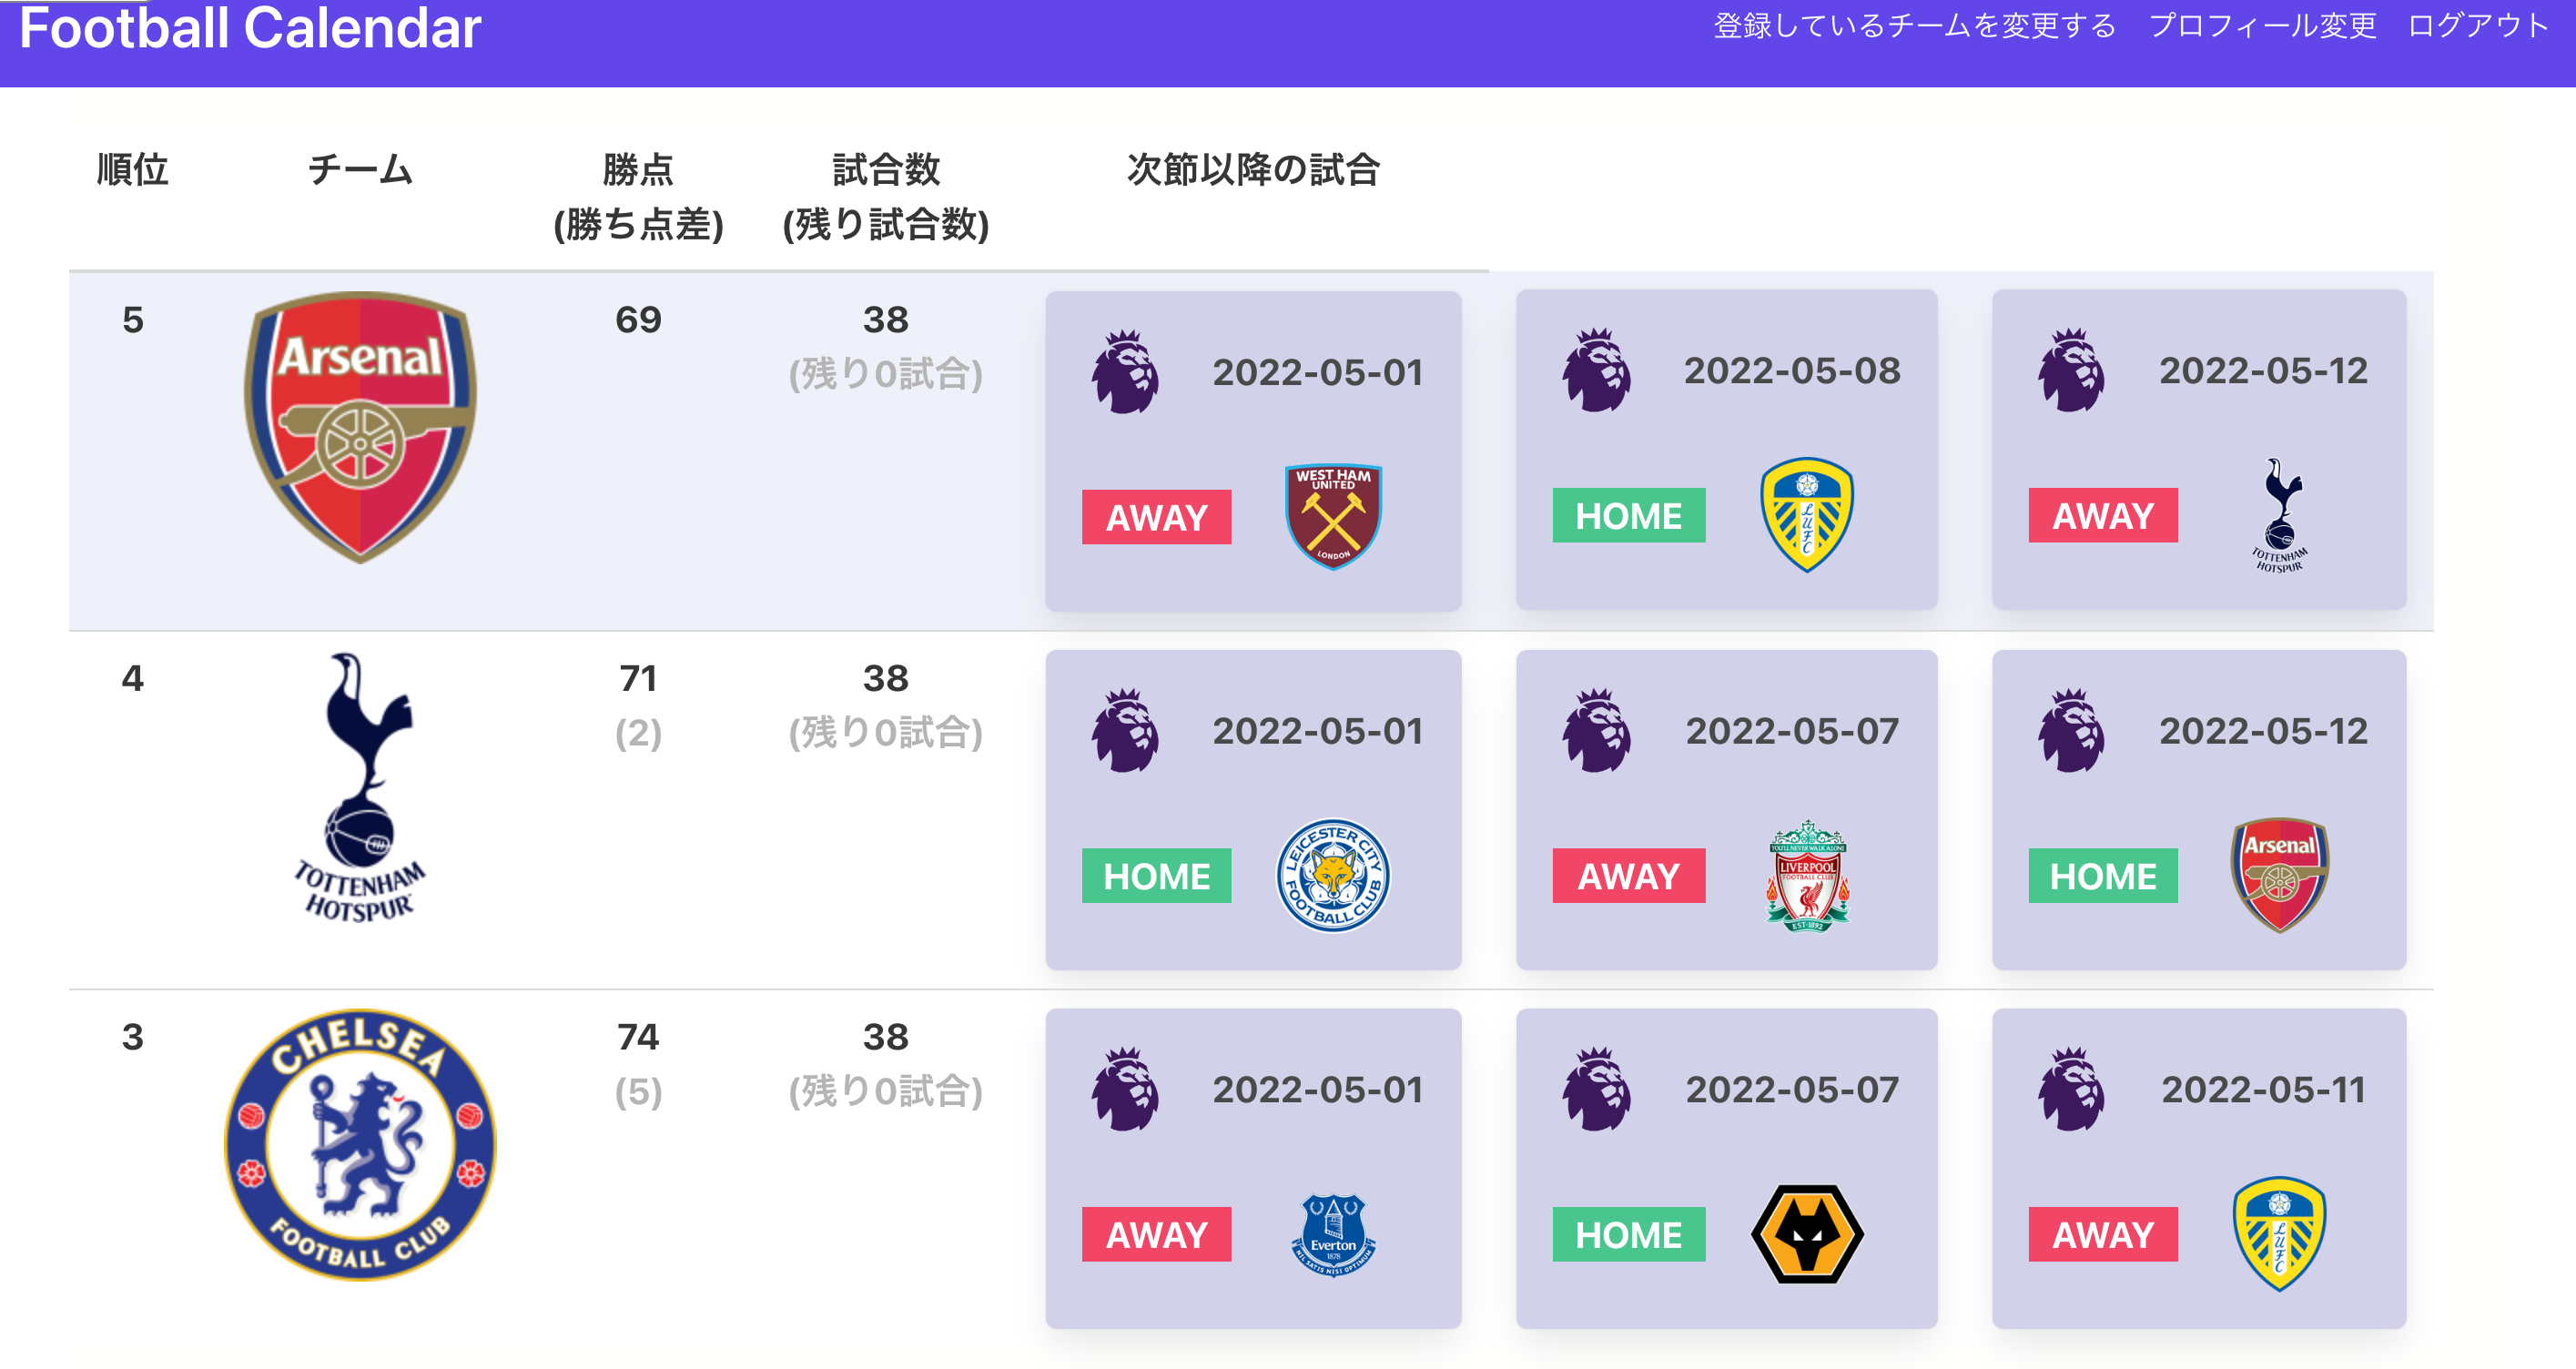 Football Calendar
登録しているチームを変更する プロフィール変更 ログアウト
順位 チーム 勝点 試合数 次節以降の試合
(勝ち点差) (残り試合数)
5
Arsenal
69
38
(残り0試合)
2022-05-01
AWAY
WEST HAM
UNITED
LONDON
2022-05-08
HOME
LUFC
2022-05-12
AWAY
TOTTENHAM
HOTSPUR
4
TOTTENHAM
HOTSPUR
71
(2)
38
(残り0試合)
2022-05-01
HOME
LEICESTER CITY
FOOTBALL CLUB
2022-05-07
AWAY
YOU'LL NEVER WALK ALONE
LIVERPOOL
FOOTBALL CLUB
EST·1892
2022-05-12
HOME
Arsenal
3
CHELSEA
FOOTBALL CLUB
74
(5)
38
(残り0試合)
2022-05-01
AWAY
Everton
1878
NIL SATIS NISI OPTIMUM
2022-05-07
HOME
2022-05-11
AWAY
LUFC